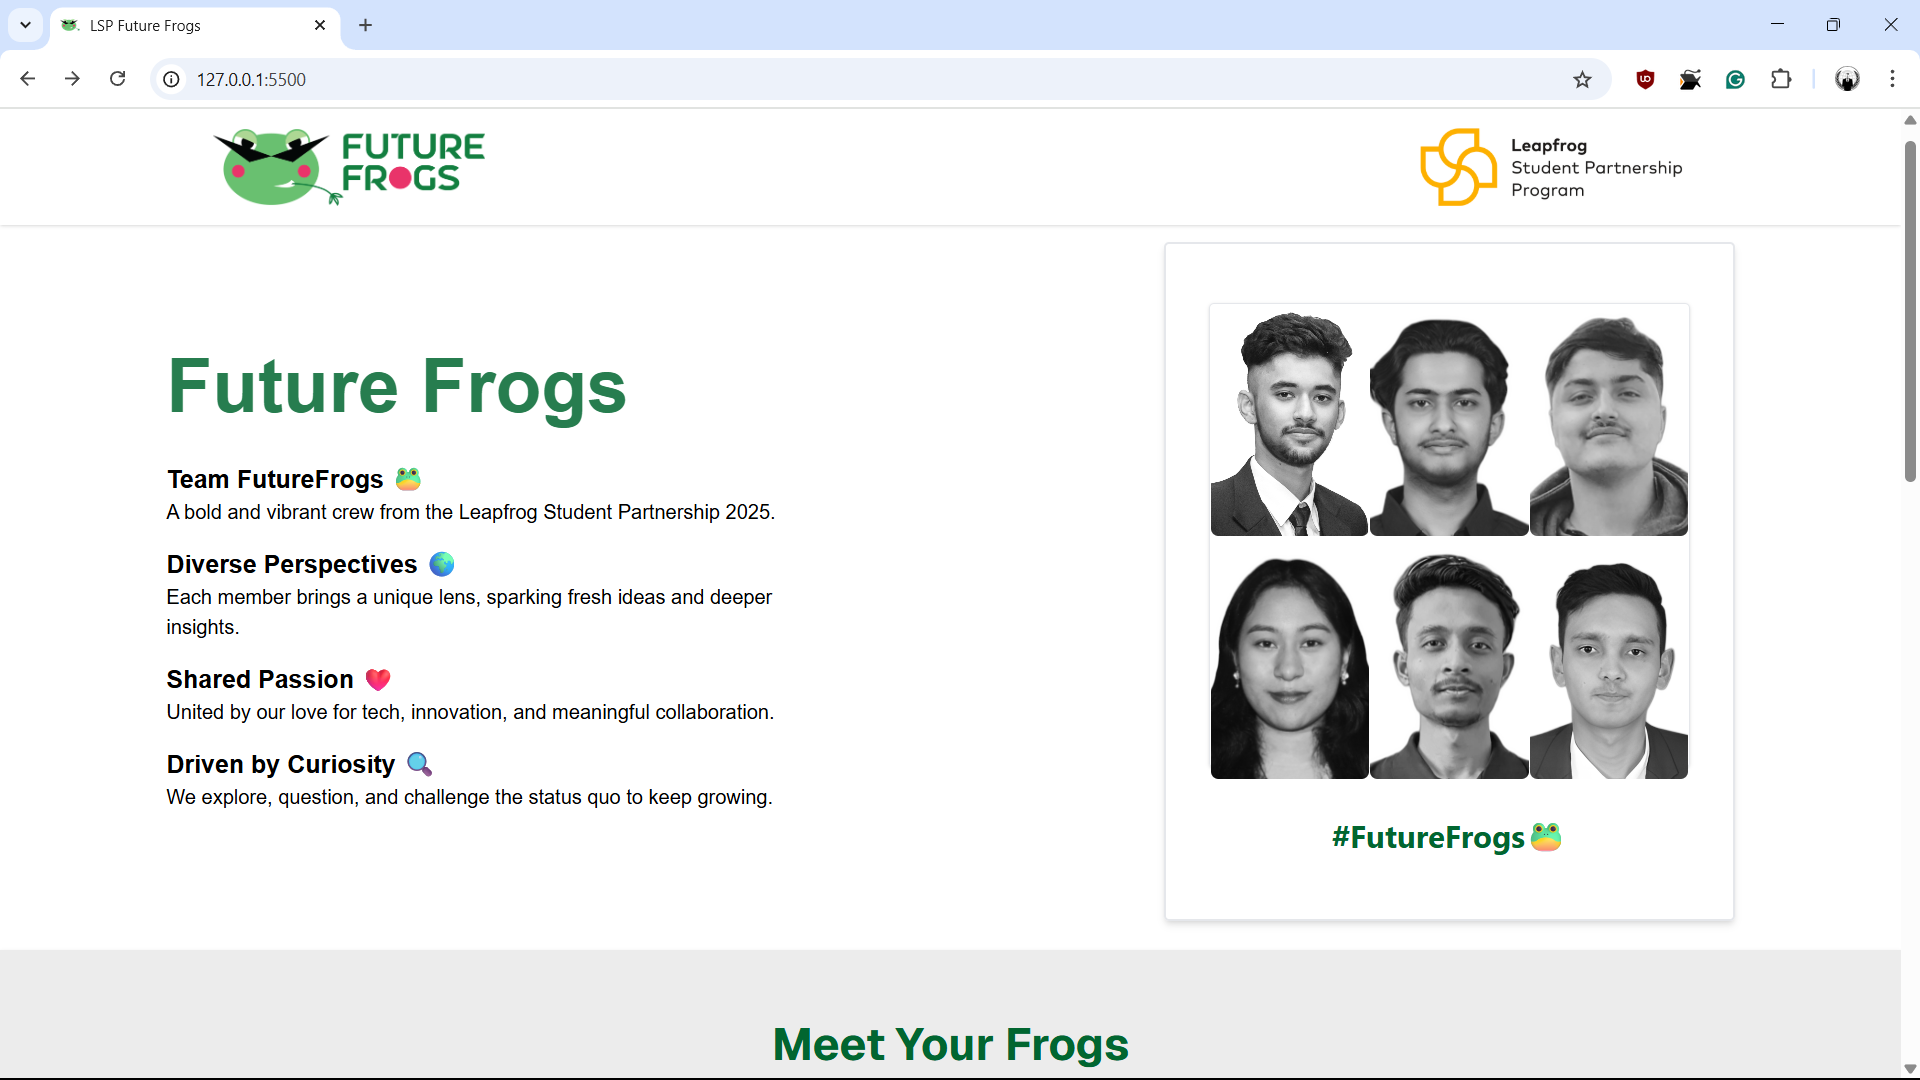 LSP Future Frogs
127.0.0.1:5500
FUTURE
FROGS
Leapfrog
Student Partnership
Program
Future Frogs
Team FutureFrogs 🐸
A bold and vibrant crew from the Leapfrog Student Partnership 2025.
Diverse Perspectives 🌍
Each member brings a unique lens, sparking fresh ideas and deeper
insights.
Shared Passion ❤️
United by our love for tech, innovation, and meaningful collaboration.
Driven by Curiosity 🔍
We explore, question, and challenge the status quo to keep growing.
#FutureFrogs🐸
Meet Your Frogs